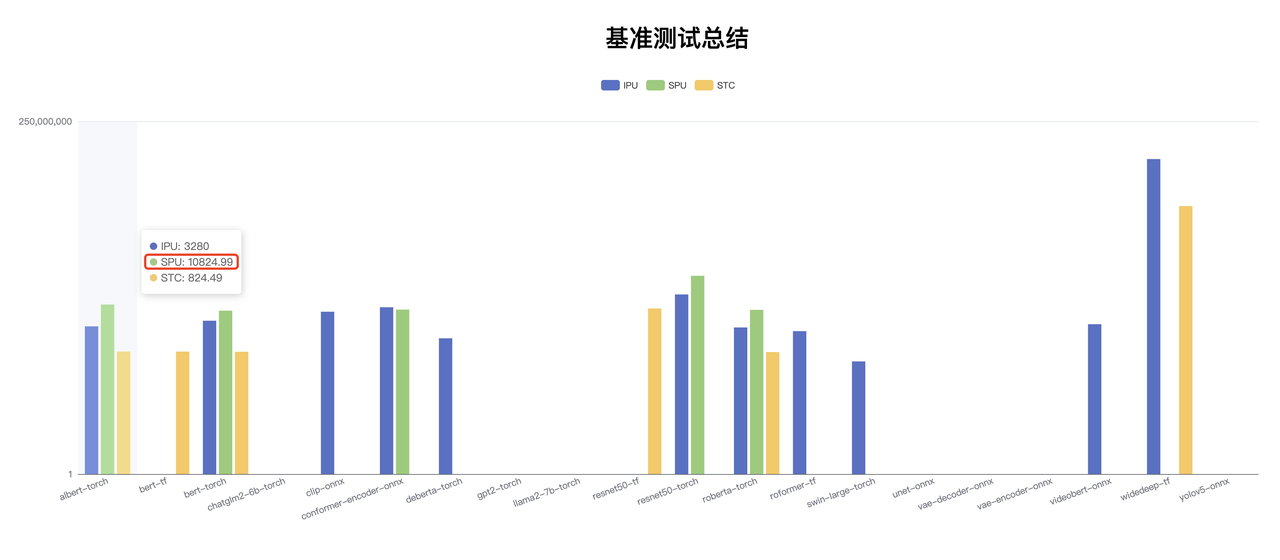 基准测试总结
IPU SPU STC
250,000,000
IPU: 3280
SPU: 10824.99
STC: 824.49
1
albert-torch
bert-tf
bert-torch
chatglm2-6b-torch
clip-onnx
conformer-encoder-onnx
deberta-torch
gpt2-torch
llama2-7b-torch
resnet50-tf
resnet50-torch
roberta-torch
roformer-tf
swin-large-torch
unet-onnx
vae-decoder-onnx
vae-encoder-onnx
videobert-onnx
widedeep-tf
yolov5-onnx